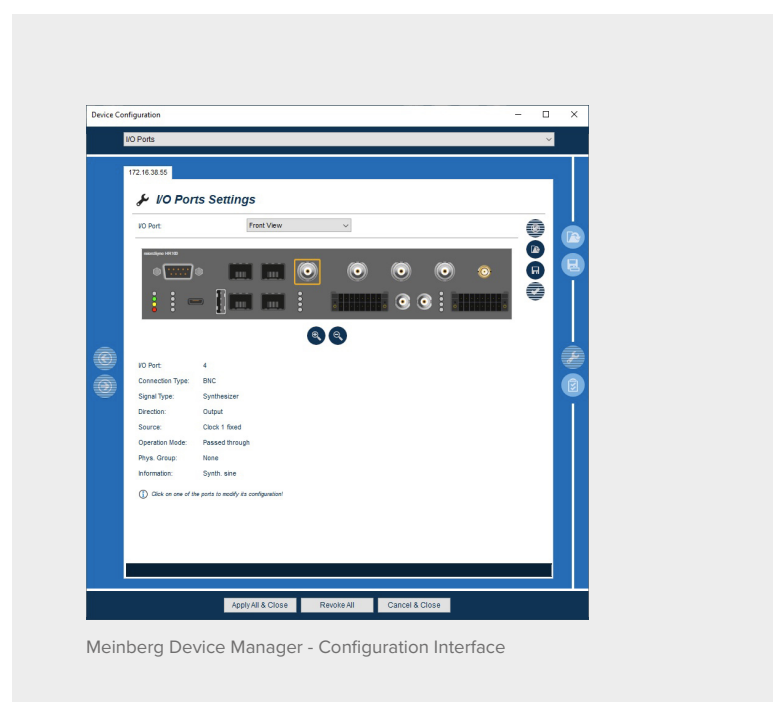 Device Configuration
I/O Ports
172.16.38.55
I/O Ports Settings
I/O Port: Front View
I/O Port: 4
Connection Type: BNC
Signal Type: Synthesizer
Direction: Output
Source: Clock 1 fixed
Operation Mode: Passed through
Phys. Group: None
Information: Synth. sine
Click on one of the ports to modify its configuration!
Apply All & Close Revoke All Cancel & Close
Meinberg Device Manager - Configuration Interface